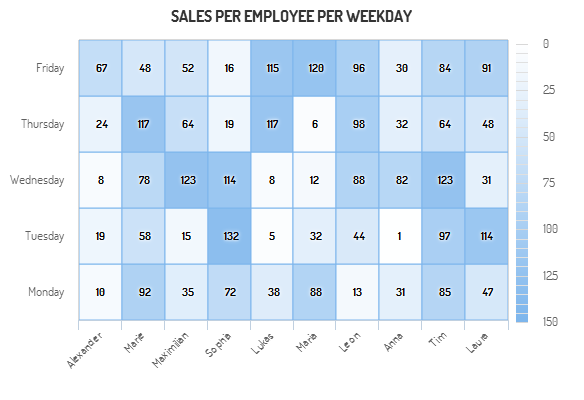 SALES PER EMPLOYEE PER WEEKDAY
Friday 67 48 52 16 115 120 96 30 84 91
Thursday 24 117 64 19 117 6 98 32 64 48
Wednesday 8 78 123 114 8 12 88 82 123 31
Tuesday 19 58 15 132 5 32 44 1 97 114
Monday 10 92 35 72 38 88 13 31 85 47
Alexander Marie Maximilian Sophia Lukas Maria Leon Anna Tim Laura
0
25
50
75
100
125
150